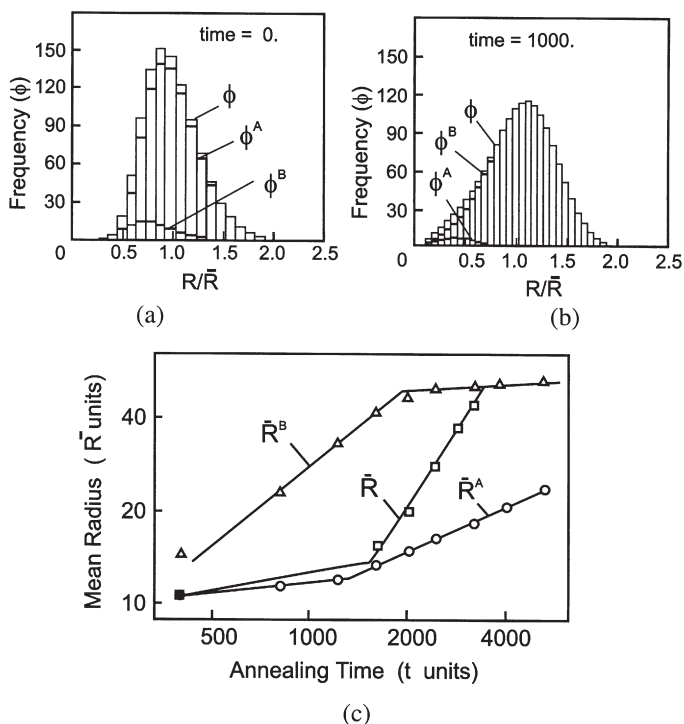 time = 0.
Frequency (ϕ)
150
120
90
60
30
0
0.5
1.0
1.5
2.0
2.5
R/R̄
ϕ
ϕᴬ
ϕᴮ
(a)
time = 1000.
Frequency (ϕ)
150
120
90
60
30
0
0.5
1.0
1.5
2.0
2.5
R/R̄
ϕ
ϕᴮ
ϕᴬ
(b)
Mean Radius ( R̄ units)
40
20
10
R̄ᴮ
R̄
R̄ᴬ
500
1000
2000
4000
Annealing Time (t units)
(c)